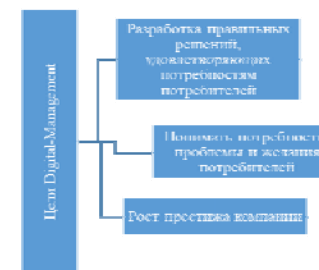 Цели Digital-Management
Разработка правильных
решений,
удовлетворяющих
потребностям
потребителей
Понимать потребности
проблемы и желания
потребителей
Рост престижа компании